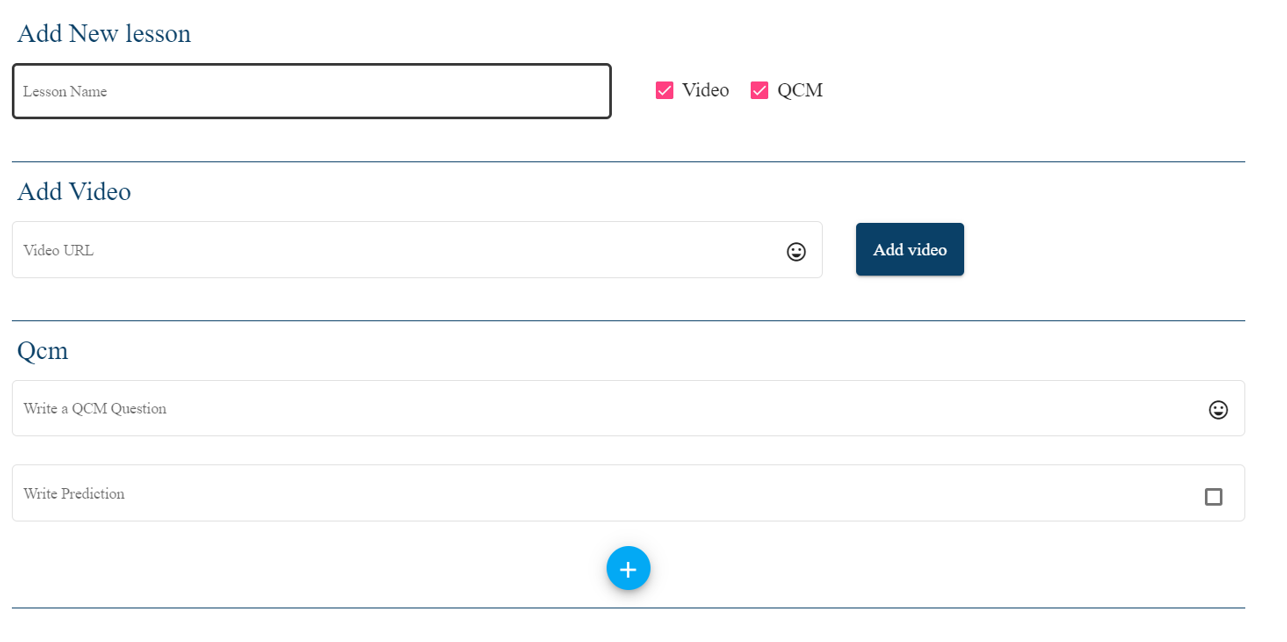 Add New lesson
Lesson Name
Video QCM
Add Video
Video URL
Add video
Qcm
Write a QCM Question
Write Prediction